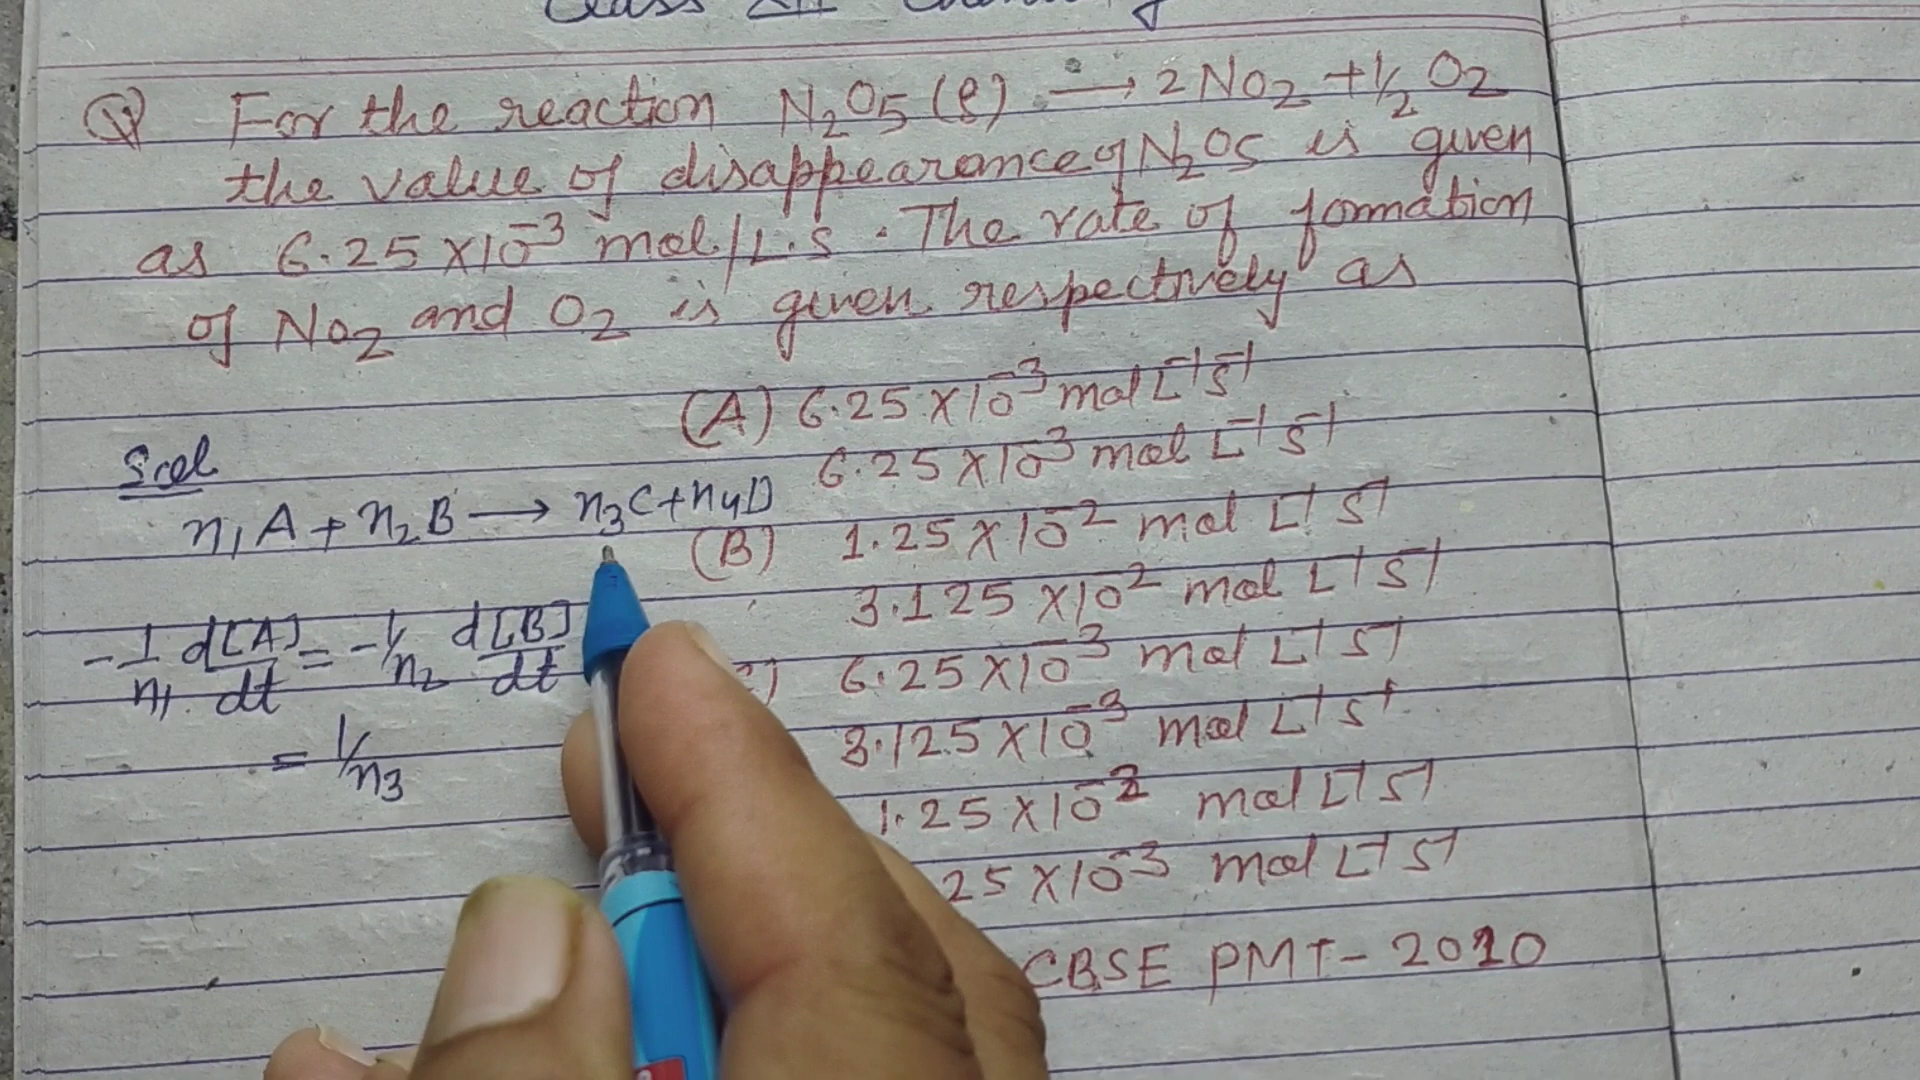 Class XII
Q For the reaction N₂O₅(g) → 2NO₂ + 1/2 O₂
the value of disappearance of N₂O₅ is given
as 6.25×10⁻³ mol/L.s. The rate of formation
of NO₂ and O₂ is given respectively as
(A) 6.25×10⁻³ mol L⁻¹ S⁻¹
6.25×10⁻³ mol L⁻¹ S⁻¹
(B) 1.25×10⁻² mol L⁻¹ S⁻¹
3.125×10² mol L⁻¹ S⁻¹
6.25×10⁻³ mol L⁻¹ S⁻¹
3.125×10⁻³ mol L⁻¹ S⁻¹
1.25×10⁻² mol L⁻¹ S⁻¹
25×10⁻³ mol L⁻¹ S⁻¹
CBSE PMT-2010
Sol
n₁A + n₂B → n₃C + n₄D
-1/n₁ d[A]/dt = -1/n₂ d[B]/dt
= 1/n₃